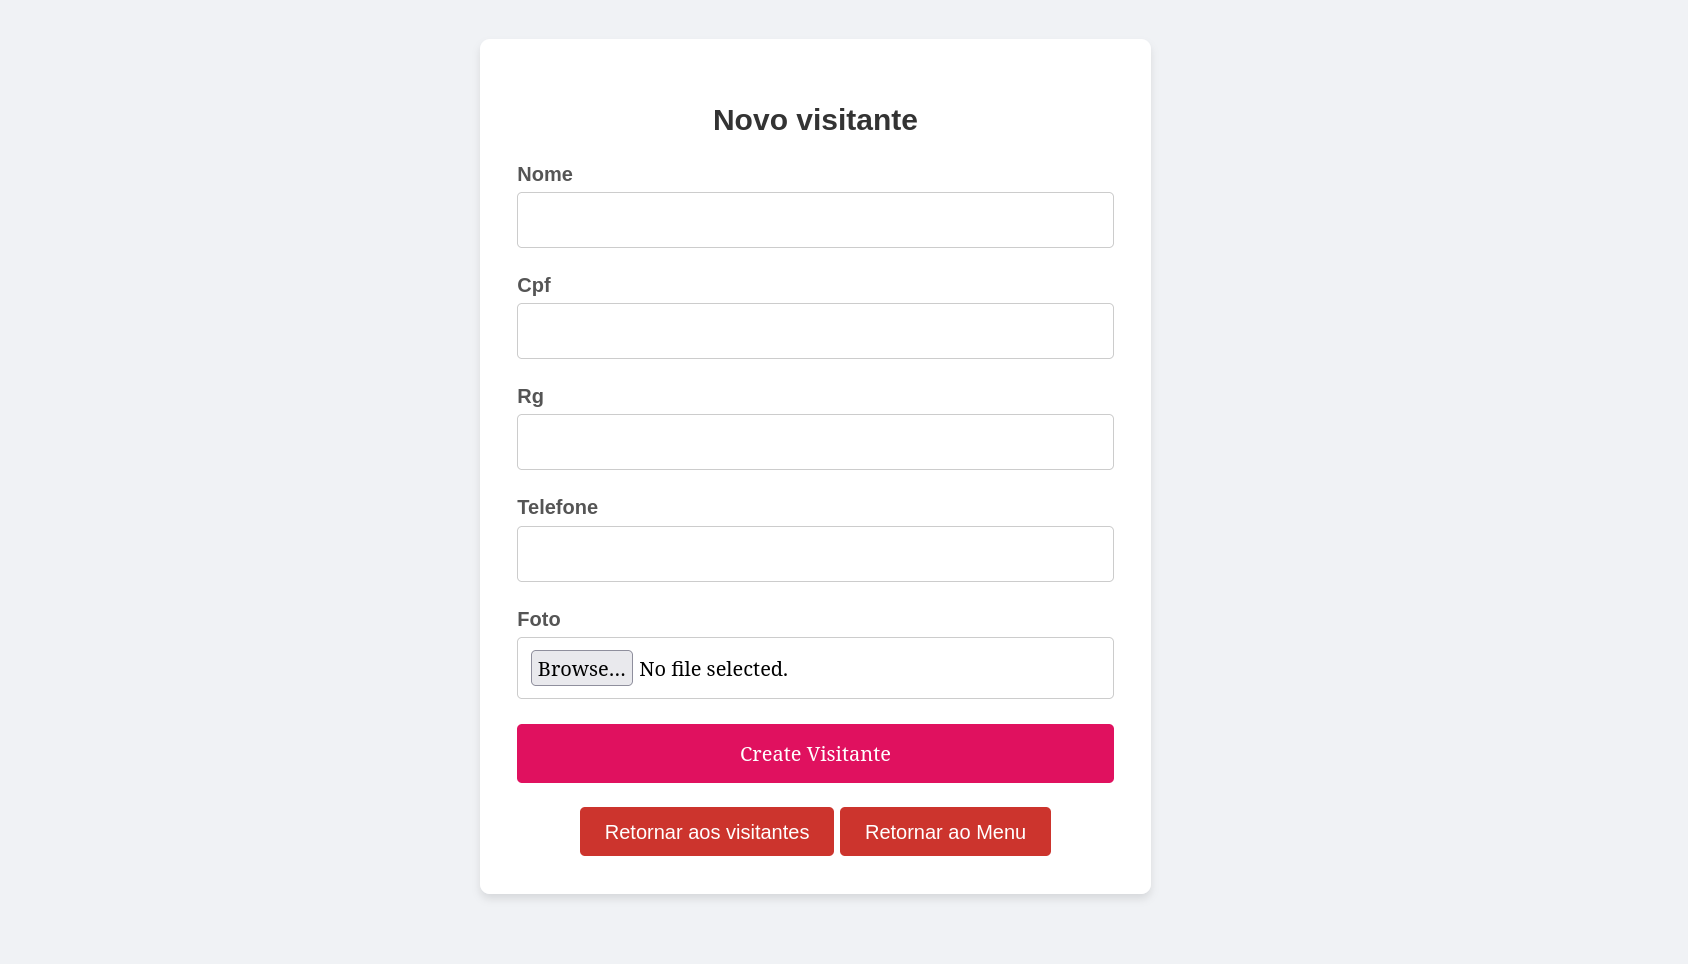 Novo visitante
Nome
Cpf
Rg
Telefone
Foto
Browse... No file selected.
Create Visitante
Retornar aos visitantes Retornar ao Menu